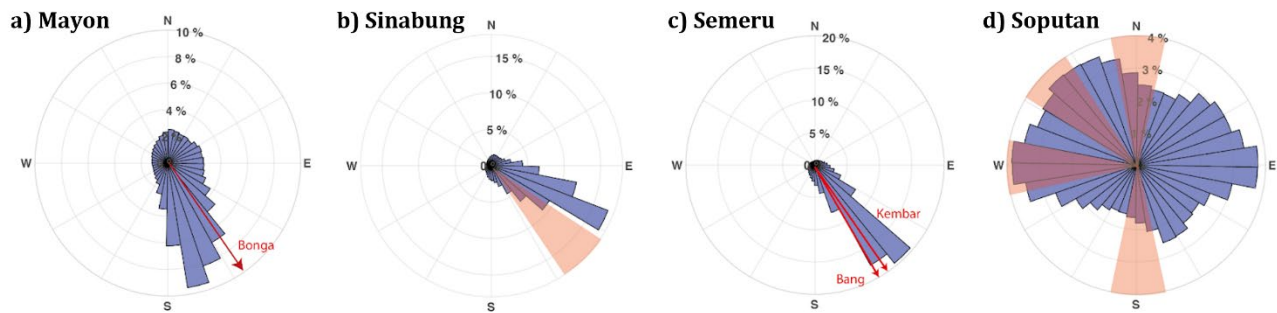 a) Mayon
N
10 %
8 %
6 %
4 %
W
E
Bonga
S
b) Sinabung
N
15 %
10 %
5 %
0
W
E
S
c) Semeru
N
20 %
15 %
10 %
5 %
0
W
E
Kembar
Bang
S
d) Soputan
N
4 %
3 %
2 %
W
E
S